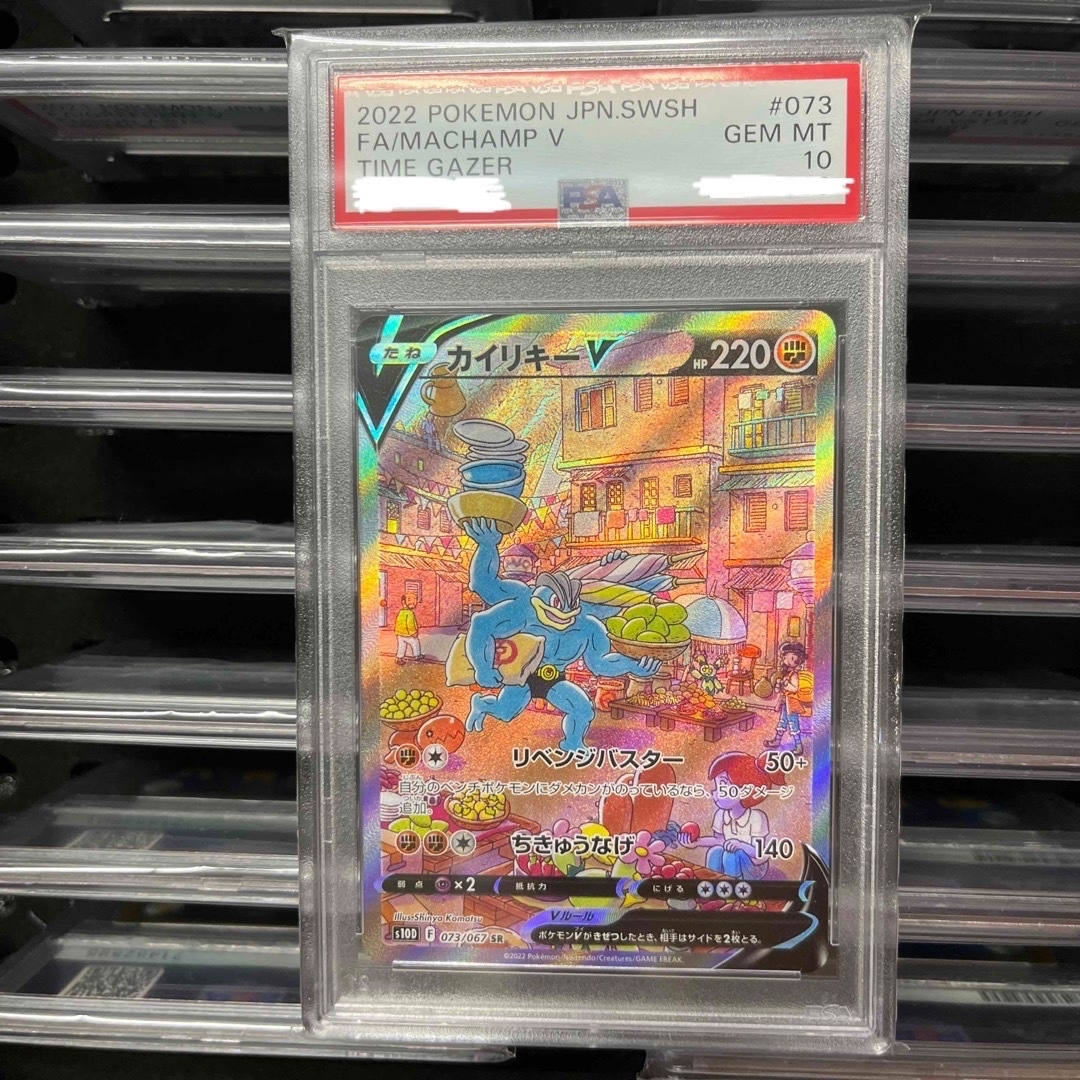 2022 POKEMON JPN.SWSH #073
FA/MACHAMP V GEM MT
TIME GAZER 10
PSA
たね カイリキーV HP 220
リベンジバスター 50+
自分のベンチポケモンにダメカンがのっているなら、50ダメージ
追加。
ちきゅうなげ 140
弱点 ×2 抵抗力 にげる
Illus. Shinya Komatsu
Vルール
s10D F 073/067 SR
ポケモンVがきぜつしたとき、相手はサイドを2枚とる。
©2022 Pokémon/Nintendo/Creatures/GAME FREAK.